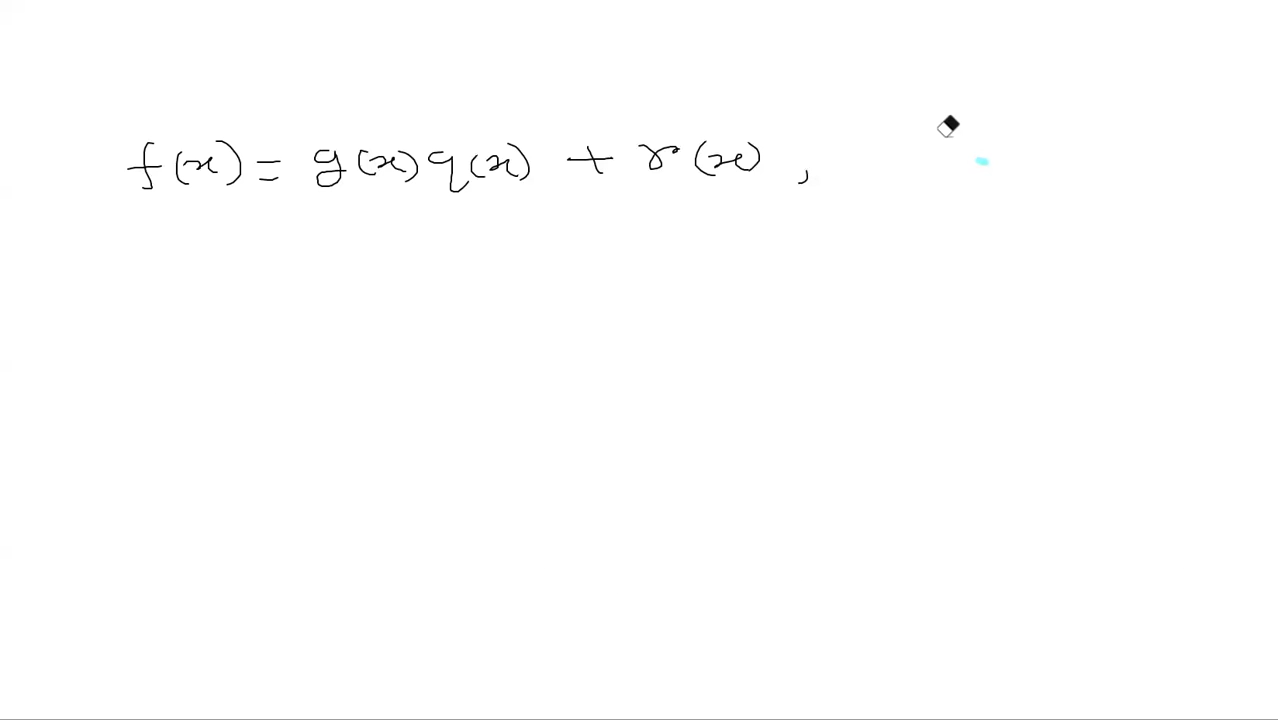 f(x) = g(x) q(x) + r(x) ,